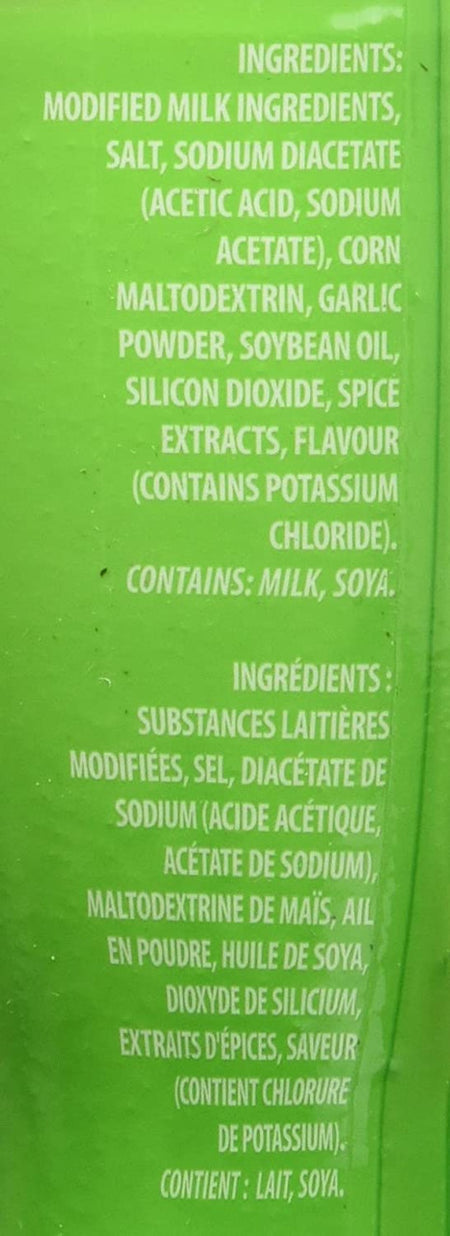 INGREDIENTS:
MODIFIED MILK INGREDIENTS,
SALT, SODIUM DIACETATE
(ACETIC ACID, SODIUM
ACETATE), CORN
MALTODEXTRIN, GARLIC
POWDER, SOYBEAN OIL,
SILICON DIOXIDE, SPICE
EXTRACTS, FLAVOUR
(CONTAINS POTASSIUM
CHLORIDE).
CONTAINS: MILK, SOYA.
INGRÉDIENTS :
SUBSTANCES LAITIÈRES
MODIFIÉES, SEL, DIACÉTATE DE
SODIUM (ACIDE ACÉTIQUE,
ACÉTATE DE SODIUM),
MALTODEXTRINE DE MAÏS, AIL
EN POUDRE, HUILE DE SOYA,
DIOXYDE DE SILICIUM,
EXTRAITS D'ÉPICES, SAVEUR
(CONTIENT CHLORURE
DE POTASSIUM).
CONTIENT : LAIT, SOYA.